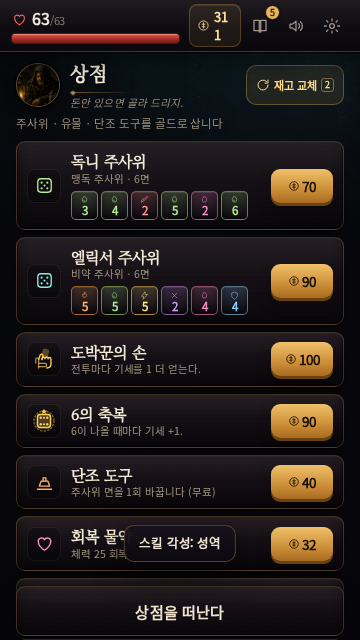 63/63
31
1
5
상점
돈만 있으면 골라 드리지.
재고 교체 2
주사위 · 유물 · 단조 도구를 골드로 삽니다
독니 주사위
맹독 주사위 · 6면
3 4 2 5 2 6
70
엘릭서 주사위
비약 주사위 · 6면
5 5 5 2 4 4
90
도박꾼의 손
전투마다 기세를 1 더 얻는다.
100
6의 축복
6이 나올 때마다 기세 +1.
90
단조 도구
주사위 면을 1회 바꿉니다 (무료)
40
회복
체력 25
32
스킬 각성: 성역
상점을 떠난다